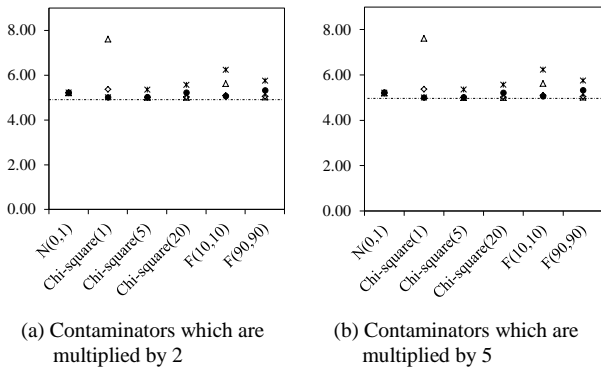 8.00
6.00
4.00
2.00
0.00
N(0,1)
Chi-square(1)
Chi-square(5)
Chi-square(20)
F(10,10)
F(90,90)
(a) Contaminators which are
multiplied by 2
8.00
6.00
4.00
2.00
0.00
N(0,1)
Chi-square(1)
Chi-square(5)
Chi-square(20)
F(10,10)
F(90,90)
(b) Contaminators which are
multiplied by 5